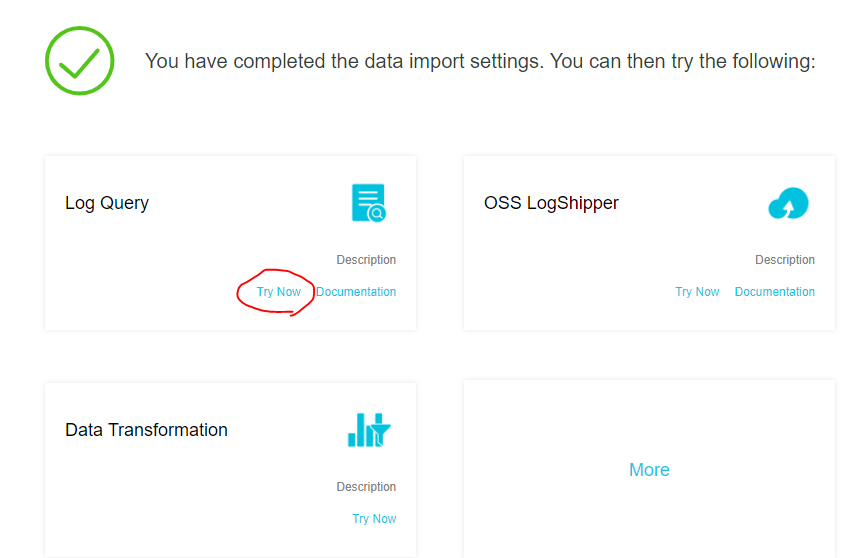 You have completed the data import settings. You can then try the following:
Log Query
Description
Try Now Documentation
OSS LogShipper
Description
Try Now Documentation
Data Transformation
Description
Try Now
More